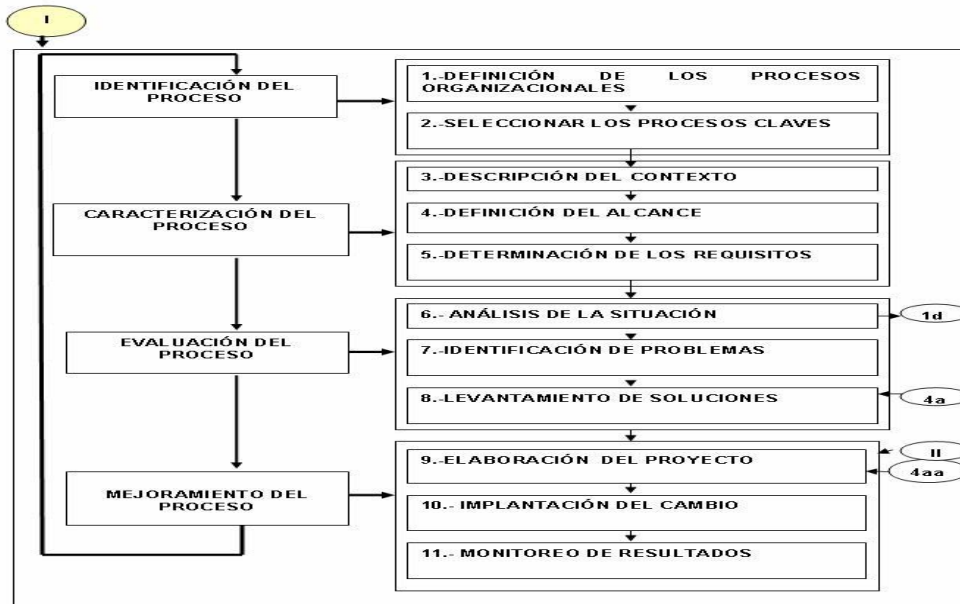 I
IDENTIFICACIÓN DEL
PROCESO
1.-DEFINICIÓN DE LOS PROCESOS
ORGANIZACIONALES
2.-SELECCIONAR LOS PROCESOS CLAVES
CARACTERIZACIÓN DEL
PROCESO
3.-DESCRIPCIÓN DEL CONTEXTO
4.-DEFINICIÓN DEL ALCANCE
5.-DETERMINACIÓN DE LOS REQUISITOS
EVALUACIÓN DEL
PROCESO
6.- ANÁLISIS DE LA SITUACIÓN
1d
7.-IDENTIFICACIÓN DE PROBLEMAS
8.-LEVANTAMIENTO DE SOLUCIONES
4a
MEJORAMIENTO DEL
PROCESO
9.-ELABORACIÓN DEL PROYECTO
II
4aa
10.- IMPLANTACIÓN DEL CAMBIO
11.- MONITOREO DE RESULTADOS